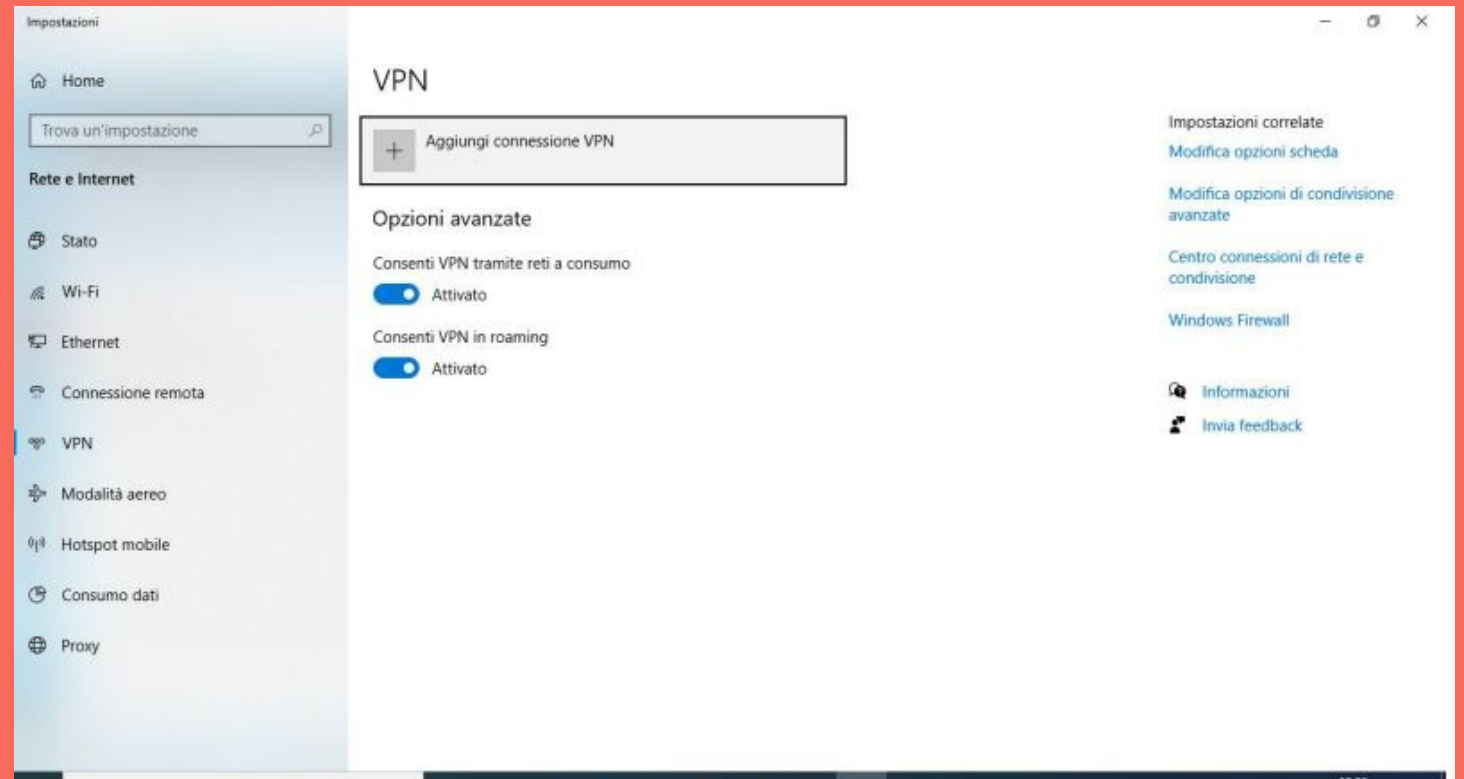 Impostazioni
Home
Trova un'impostazione
Rete e Internet
Stato
Wi-Fi
Ethernet
Connessione remota
VPN
Modalità aereo
Hotspot mobile
Consumo dati
Proxy
VPN
Aggiungi connessione VPN
Opzioni avanzate
Consenti VPN tramite reti a consumo
Attivato
Consenti VPN in roaming
Attivato
Impostazioni correlate
Modifica opzioni scheda
Modifica opzioni di condivisione
avanzate
Centro connessioni di rete e
condivisione
Windows Firewall
Informazioni
Invia feedback